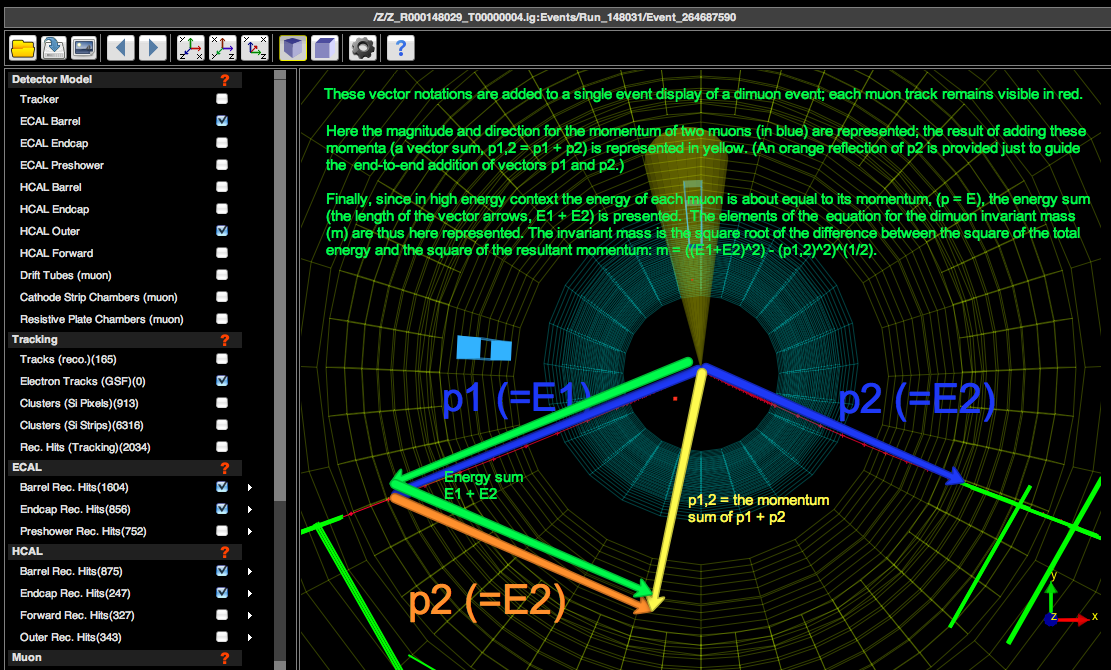 /Z/Z_R000148029_T00000004.ig:Events/Run_148031/Event_264687590
?
Detector Model ?
Tracker
ECAL Barrel
ECAL Endcap
ECAL Preshower
HCAL Barrel
HCAL Endcap
HCAL Outer
HCAL Forward
Drift Tubes (muon)
Cathode Strip Chambers (muon)
Resistive Plate Chambers (muon)
Tracking ?
Tracks (reco.)(165)
Electron Tracks (GSF)(0)
Clusters (Si Pixels)(913)
Clusters (Si Strips)(6316)
Rec. Hits (Tracking)(2034)
ECAL ?
Barrel Rec. Hits(1604)
Endcap Rec. Hits(856)
Preshower Rec. Hits(752)
HCAL ?
Barrel Rec. Hits(875)
Endcap Rec. Hits(247)
Forward Rec. Hits(327)
Outer Rec. Hits(343)
Muon ?
These vector notations are added to a single event display of a dimuon event; each muon track remains visible in red.
Here the magnitude and direction for the momentum of two muons (in blue) are represented; the result of adding these
momenta (a vector sum, p1,2 = p1 + p2) is represented in yellow. (An orange reflection of p2 is provided just to guide
the end-to-end addition of vectors p1 and p2.)
Finally, since in high energy context the energy of each muon is about equal to its momentum, (p = E), the energy sum
(the length of the vector arrows, E1 + E2) is presented. The elements of the equation for the dimuon invariant mass
(m) are thus here represented. The invariant mass is the square root of the difference between the square of the total
energy and the square of the resultant momentum: m = ((E1+E2)^2) - (p1,2)^2)^(1/2).
p1 (=E1)
p2 (=E2)
Energy sum
E1 + E2
p1,2 = the momentum
sum of p1 + p2
p2 (=E2)
y
z
x